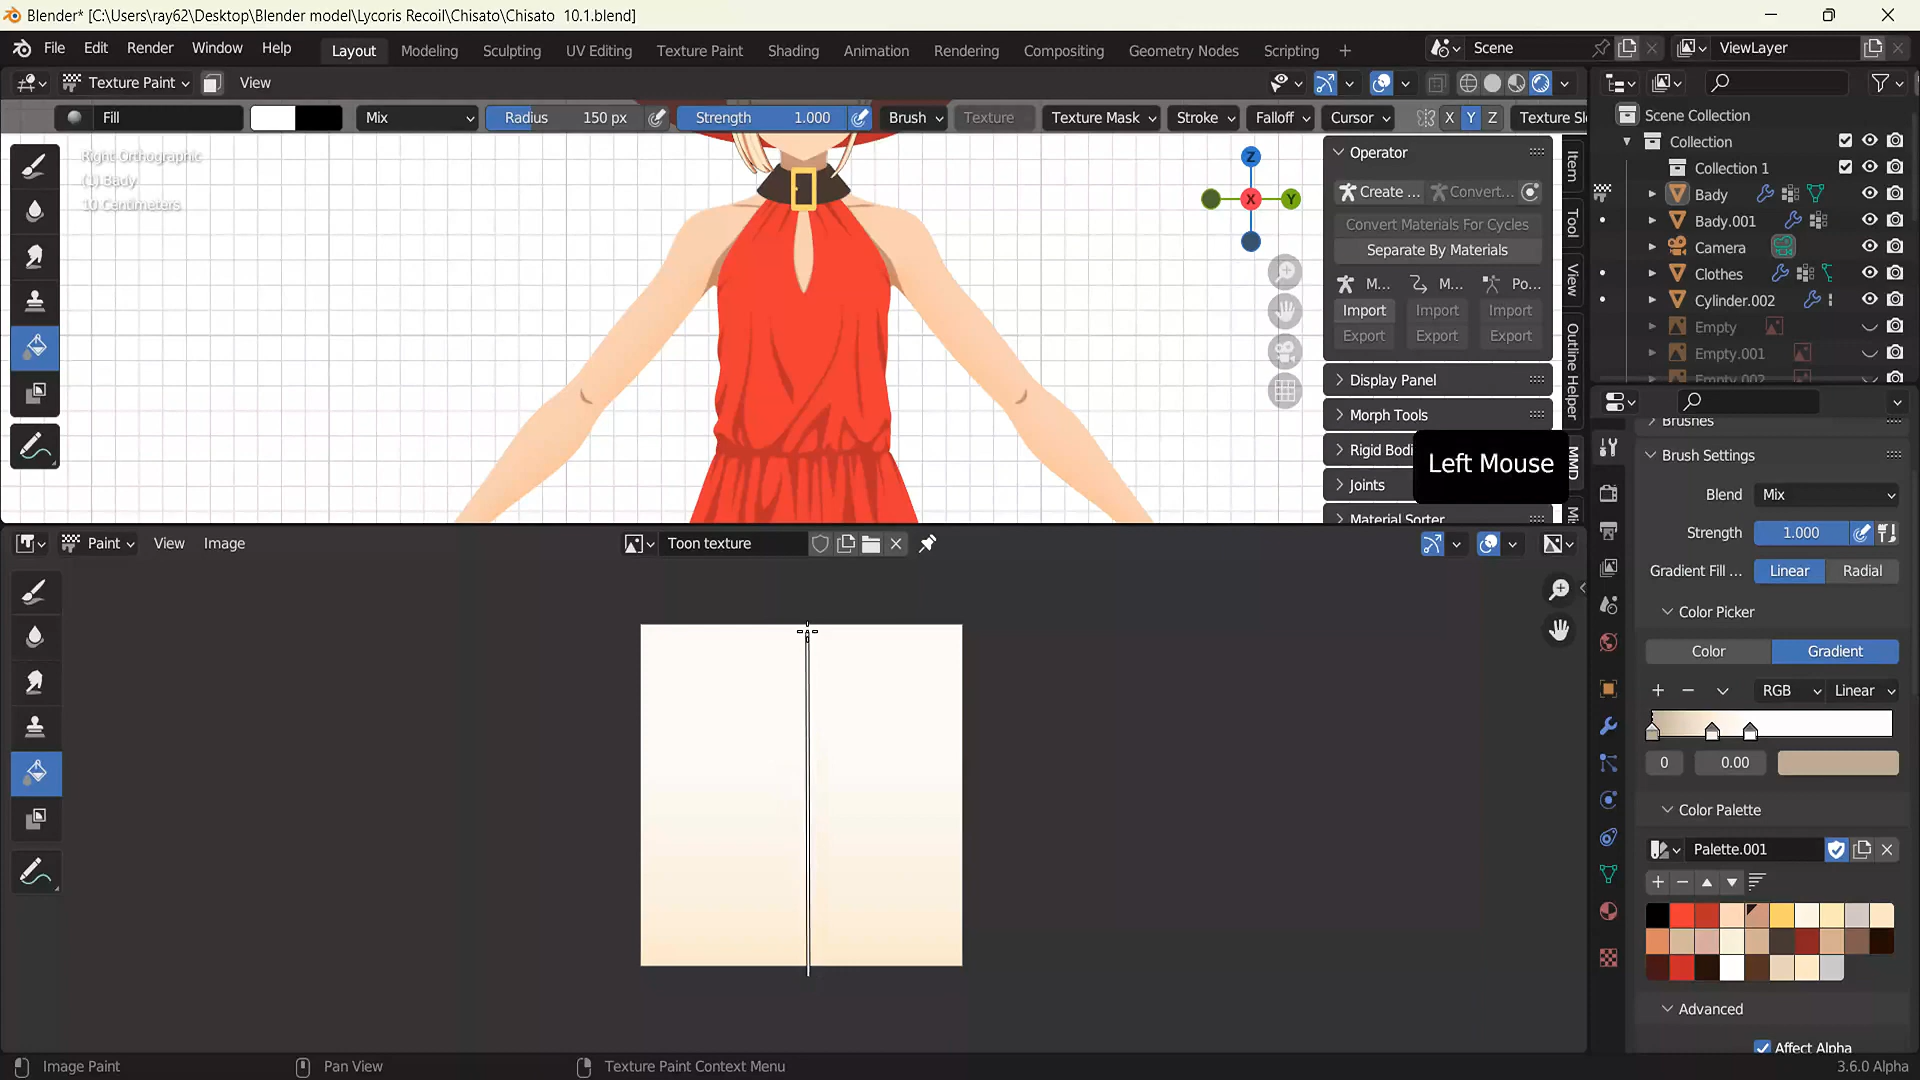 Blender* [C:\Users\ray62\Desktop\Blender model\Lycoris Recoil\Chisato\Chisato  10.1.blend]
File Edit Render Window Help
Layout Modeling Sculpting UV Editing Texture Paint Shading Animation Rendering Compositing Geometry Nodes Scripting +
Scene
ViewLayer
Texture Paint View
Fill Mix Radius 150 px Strength 1.000 Brush Texture Texture Mask Stroke Falloff Cursor X Y Z Texture Sl
Right Orthographic
(1) Bady
10 Centimeters
Z
X
Y
Operator
Create ... Convert...
Convert Materials For Cycles
Separate By Materials
M... M... Po...
Import Import Import
Export Export Export
Display Panel
Morph Tools
Rigid Bodi
Joints
Material Sorter
Item
Tool
View
Outline Helper
MMD
Mi
Left Mouse
Scene Collection
Collection
Collection 1
Bady
Bady.001
Camera
Clothes
Cylinder.002
Empty
Empty.001
Empty.002
Paint View Image
Toon texture
Brushes
Brush Settings
Blend Mix
Strength 1.000
Gradient Fill ... Linear Radial
Color Picker
Color Gradient
RGB Linear
0 0.00
Color Palette
Palette.001
Advanced
Affect Alpha
Image Paint
Pan View
Texture Paint Context Menu
3.6.0 Alpha